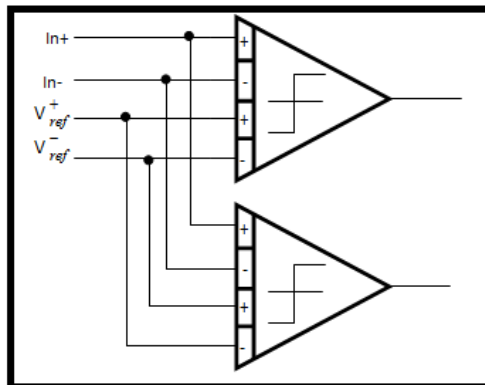 In+
+
In-
-
V+ref
+
V-ref
-
+
-
+
-